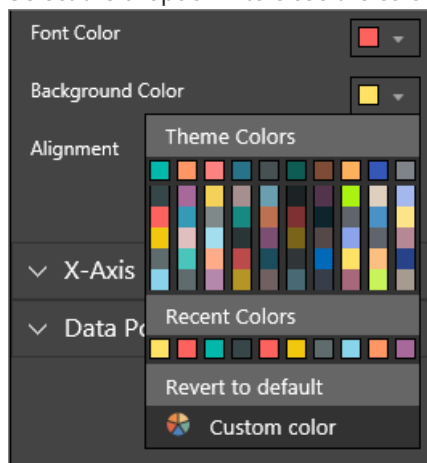 Font Color
Background Color
Alignment
Theme Colors
X-Axis
Data Po
Recent Colors
Revert to default
Custom color